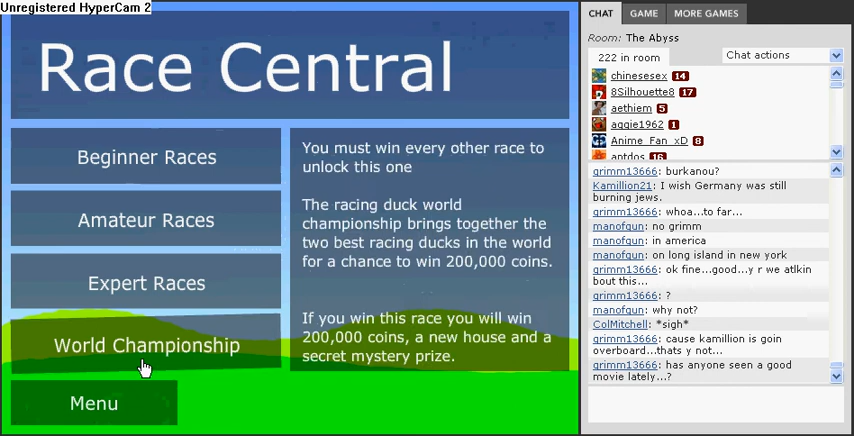 Unregistered HyperCam 2
Race Central
Beginner Races
Amateur Races
Expert Races
World Championship
Menu
You must win every other race to
unlock this one
The racing duck world
championship brings together the
two best racing ducks in the world
for a chance to win 200,000 coins.
If you win this race you will win
200,000 coins, a new house and a
secret mystery prize.
CHAT GAME MORE GAMES
Room: The Abyss
222 in room Chat actions
chinesesex 14
8Silhouette8 17
aethiem 5
aggie1962 1
Anime_Fan_xD 8
antdos 16
grimm13666: burkanou?
Kamillion21: I wish Germany was still
burning jews.
grimm13666: whoa...to far...
manofgun: no grimm
manofgun: in america
manofgun: on long island in new york
grimm13666: ok fine...good...y r we atlkin
bout this...
grimm13666: ?
manofgun: why not?
ColMitchell: *sigh*
grimm13666: cause kamillion is goin
overboard...thats y not...
grimm13666: has anyone seen a good
movie lately...?